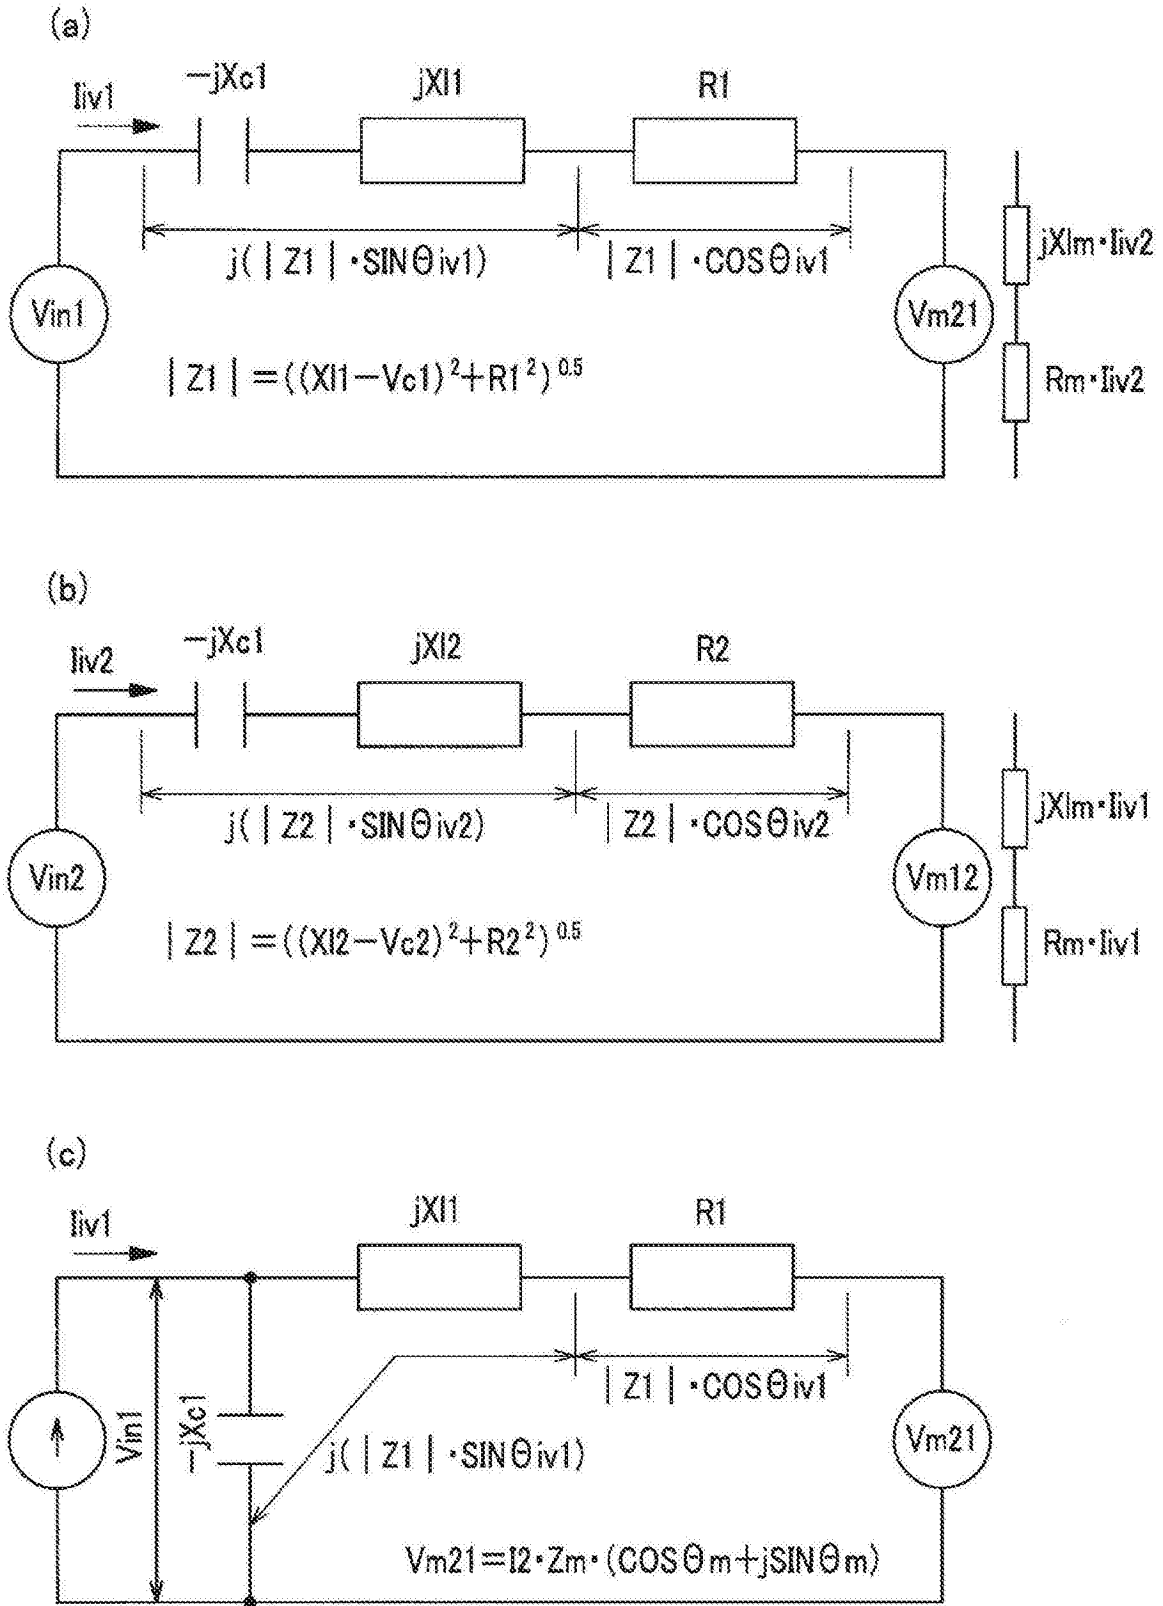 (a)
Iiv1
−jXc1
jXl1
R1
j(|Z1|·SINθiv1)
|Z1|·COSθiv1
jXlm·Iiv2
Vin1
Vm21
|Z1|=((Xl1−Vc1)²+R1²)^0.5
Rm·Iiv2
(b)
Iiv2
−jXc1
jXl2
R2
j(|Z2|·SINθiv2)
|Z2|·COSθiv2
jXlm·Iiv1
Vin2
Vm12
|Z2|=((Xl2−Vc2)²+R2²)^0.5
Rm·Iiv1
(c)
Iiv1
jXl1
R1
|Z1|·COSθiv1
Vin1
−jXc1
j(|Z1|·SINθiv1)
Vm21
Vm21=I2·Zm·(COSθm+jSINθm)